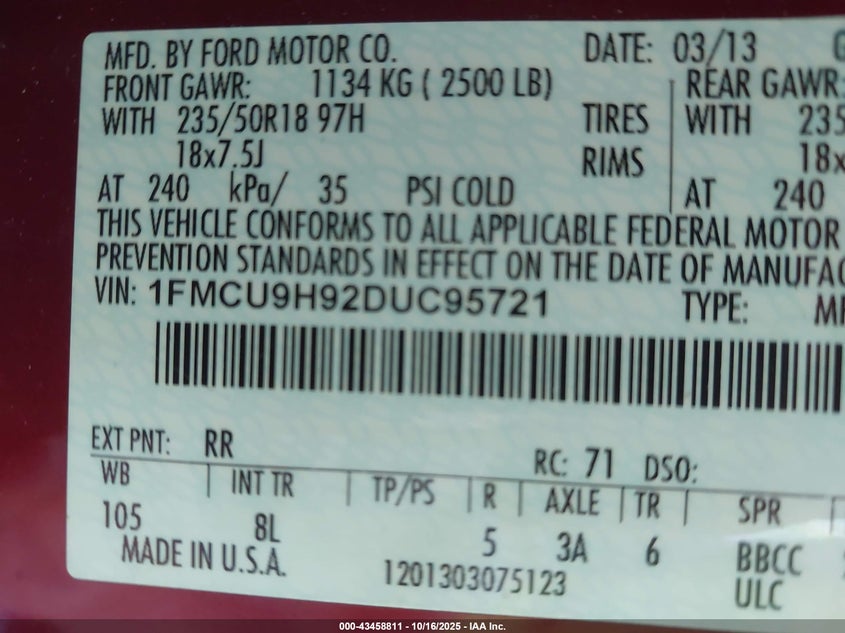 MFD. BY FORD MOTOR CO. DATE: 03/13
FRONT GAWR: 1134 KG ( 2500 LB) REAR GAWR:
WITH 235/50R18 97H TIRES WITH 235
18x7.5J RIMS 18x
AT 240 kPa/ 35 PSI COLD AT 240
THIS VEHICLE CONFORMS TO ALL APPLICABLE FEDERAL MOTOR
PREVENTION STANDARDS IN EFFECT ON THE DATE OF MANUFAC
VIN: 1FMCU9H92DUC95721 TYPE:
EXT PNT: RR RC: 71 DSO:
WB INT TR TP/PS R AXLE TR SPR
105 8L 5 3A 6 BBCC
MADE IN U.S.A. 1201303075123 ULC
000-43458811 - 10/16/2025 - IAA Inc.